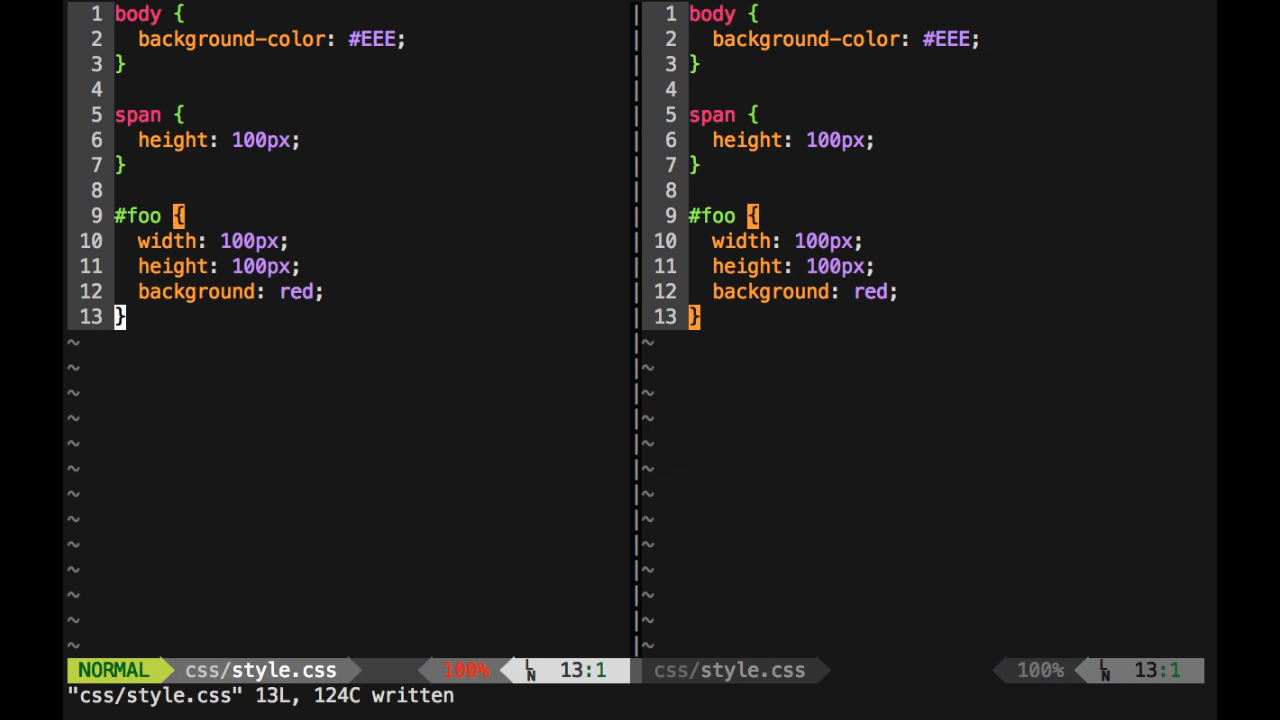 1 body {
2   background-color: #EEE;
3 }
4
5 span {
6   height: 100px;
7 }
8
9 #foo {
10   width: 100px;
11   height: 100px;
12   background: red;
13 }
~
~
~
~
~
~
~
~
~
~
~
~
~
NORMAL css/style.css 100% LN 13:1
1 body {
2   background-color: #EEE;
3 }
4
5 span {
6   height: 100px;
7 }
8
9 #foo {
10   width: 100px;
11   height: 100px;
12   background: red;
13 }
~
~
~
~
~
~
~
~
~
~
~
~
~
css/style.css 100% LN 13:1
"css/style.css" 13L, 124C written